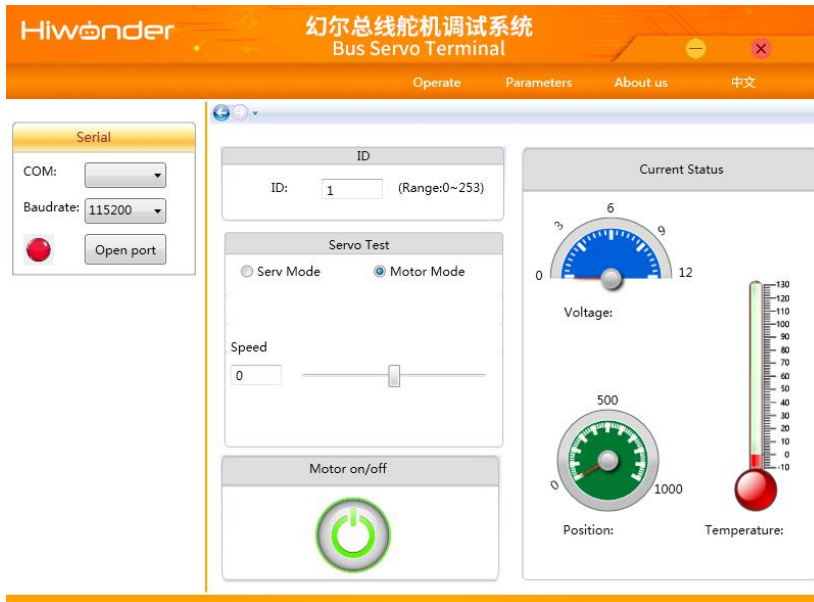 Hiwonder
幻尔总线舵机调试系统
Bus Servo Terminal
Operate Parameters About us 中文
Serial
COM:
Baudrate: 115200
Open port
ID
ID: 1 (Range:0~253)
Servo Test
Serv Mode Motor Mode
Speed
0
Motor on/off
Current Status
6
3 9
0 12
Voltage:
500
0 1000
Position:
130
120
110
100
90
80
70
60
50
40
30
20
10
0
-10
Temperature: